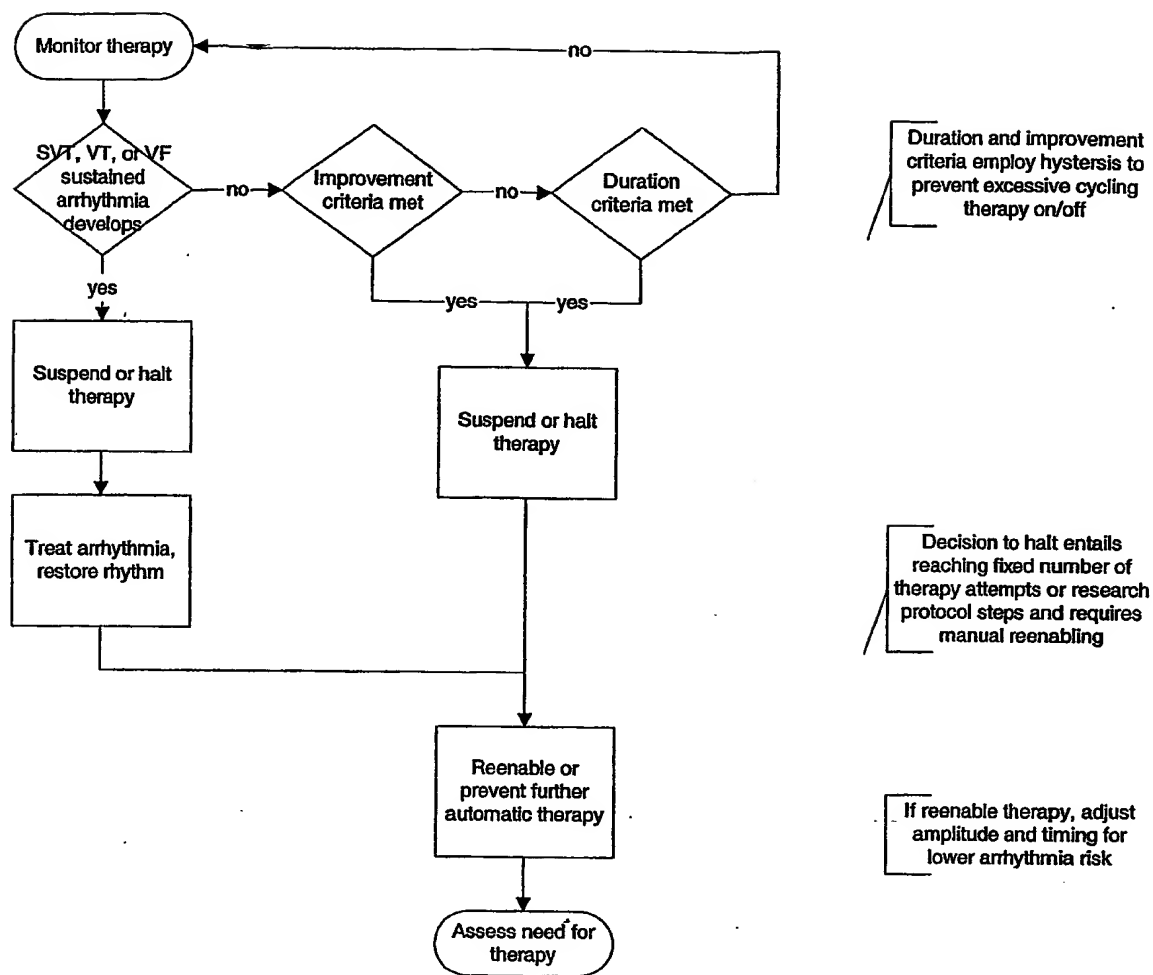 Monitor therapy
no
SVT, VT, or VF
sustained
arrhythmia
develops
no
Improvement
criteria met
no
Duration
criteria met
Duration and improvement
criteria employ hystersis to
prevent excessive cycling
therapy on/off
yes
yes
yes
Suspend or halt
therapy
Suspend or halt
therapy
Treat arrhythmia,
restore rhythm
Decision to halt entails
reaching fixed number of
therapy attempts or research
protocol steps and requires
manual reenabling
Reenable or
prevent further
automatic therapy
If reenable therapy, adjust
amplitude and timing for
lower arrhythmia risk
Assess need for
therapy